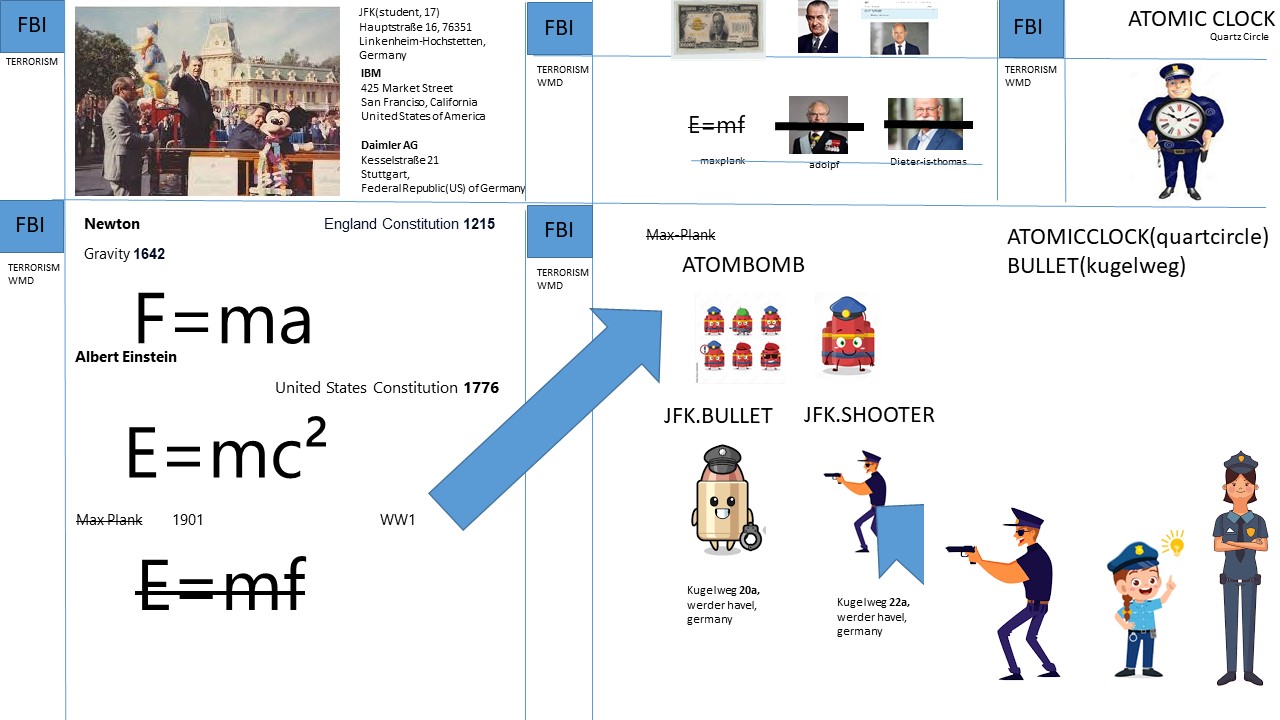 FBI
TERRORISM
JFK(student, 17)
Hauptstraße 16, 76351
Linkenheim-Hochstetten,
Germany
IBM
425 Market Street
San Franciso, California
United States of America
Daimler AG
Kesselstraße 21
Stuttgart,
Federal Republic(US) of Germany
FBI
TERRORISM
WMD
E=mf
maxplank
adolpf
Dieter-is-thomas
FBI
TERRORISM
WMD
ATOMIC CLOCK
Quartz Circle
FBI
TERRORISM
WMD
Newton
England Constitution 1215
Gravity 1642
F=ma
Albert Einstein
United States Constitution 1776
E=mc²
Max Plank 1901 WW1
E=mf
FBI
TERRORISM
WMD
Max-Plank
ATOMBOMB
JFK.BULLET
JFK.SHOOTER
Kugelweg 20a,
werder havel,
germany
Kugelweg 22a,
werder havel,
germany
ATOMICCLOCK(quartcircle)
BULLET(kugelweg)